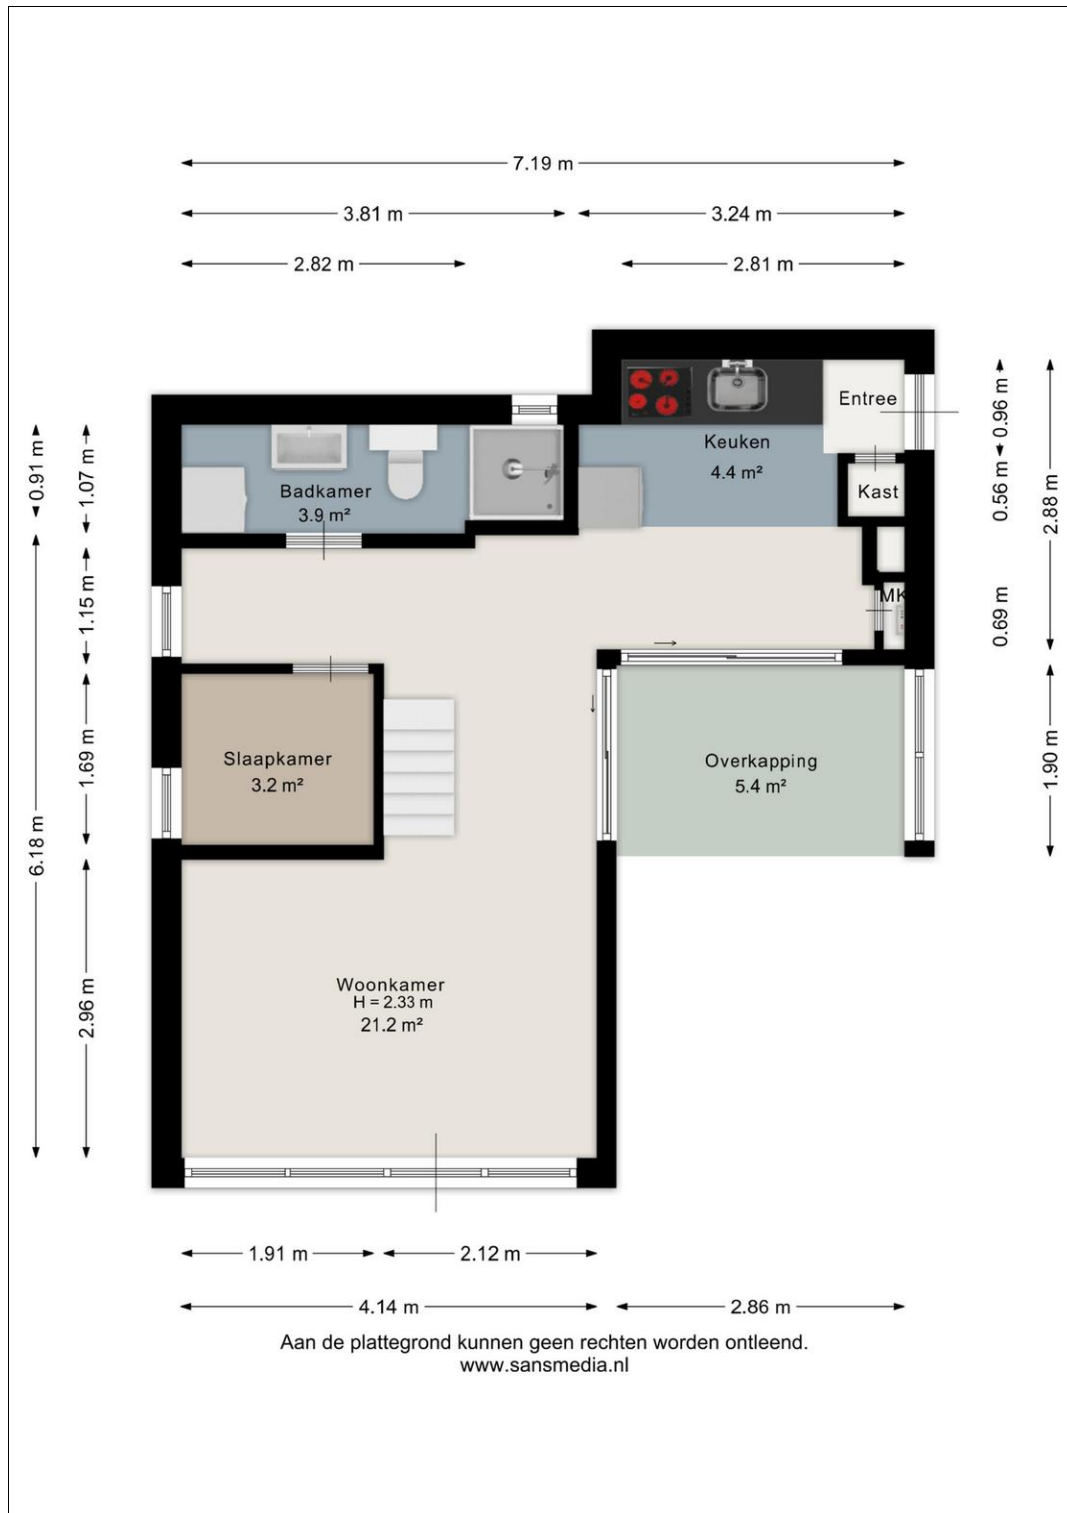 7.19 m
3.81 m
3.24 m
2.82 m
2.81 m
0.91 m
1.07 m
0.96 m
Entree
Keuken
4.4 m²
Badkamer
3.9 m²
Kast
0.56 m
2.88 m
1.15 m
MK
0.69 m
Slaapkamer
3.2 m²
1.69 m
Overkapping
5.4 m²
1.90 m
6.18 m
Woonkamer
H = 2.33 m
21.2 m²
2.96 m
1.91 m
2.12 m
4.14 m
2.86 m
Aan de plattegrond kunnen geen rechten worden ontleend.
www.sansmedia.nl